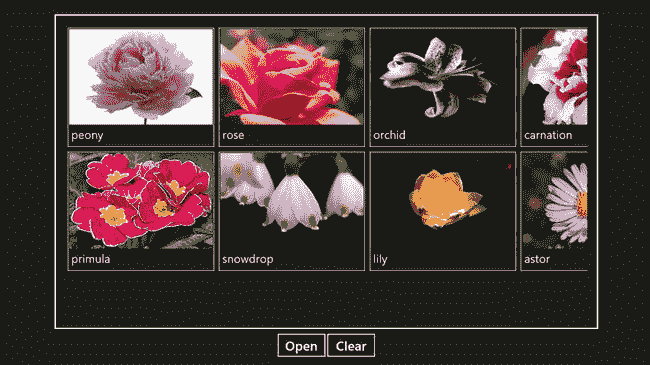 peony
rose
orchid
carnation
primula
snowdrop
lily
astor
Open
Clear